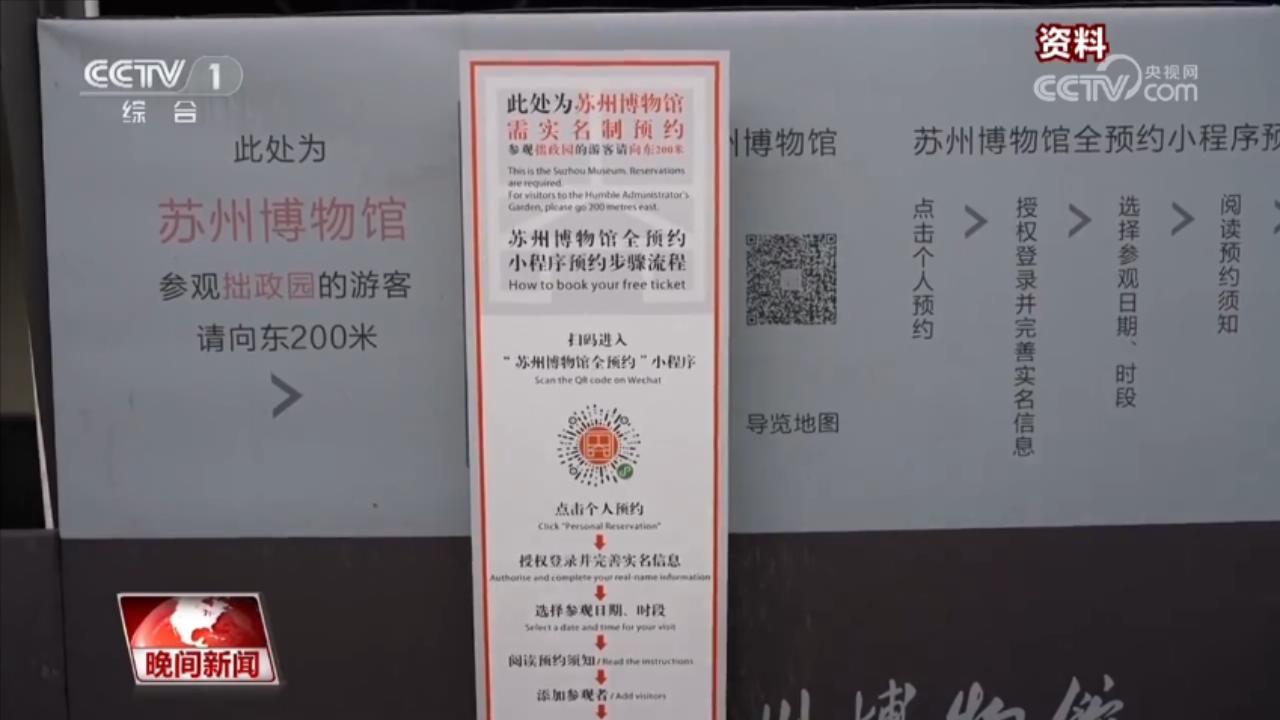 CCTV 1
综合
资料
CCTV 央视网
com
此处为
苏州博物馆
参观拙政园的游客
请向东200米
此处为苏州博物馆
需实名制预约
参观拙政园的游客请向东200米
This is the Suzhou Museum. Reservations
are required.
For visitors to the Humble Administrator's
Garden, please go 200 metres east.
苏州博物馆全预约
小程序预约步骤流程
How to book your free ticket
扫码进入
“苏州博物馆全预约”小程序
Scan the QR code on Wechat
点击个人预约
Click "Personal Reservation"
授权登录并完善实名信息
Authorise and complete your real-name information
选择参观日期、时段
Select a date and time for your visit
阅读预约须知 / Read the instructions
添加参观者 / Add visitors
州博物馆
导览地图
苏州博物馆全预约小程序预
点击个人预约
授权登录并完善实名信息
选择参观日期、时段
阅读预约须知
州博物馆
晚间新闻